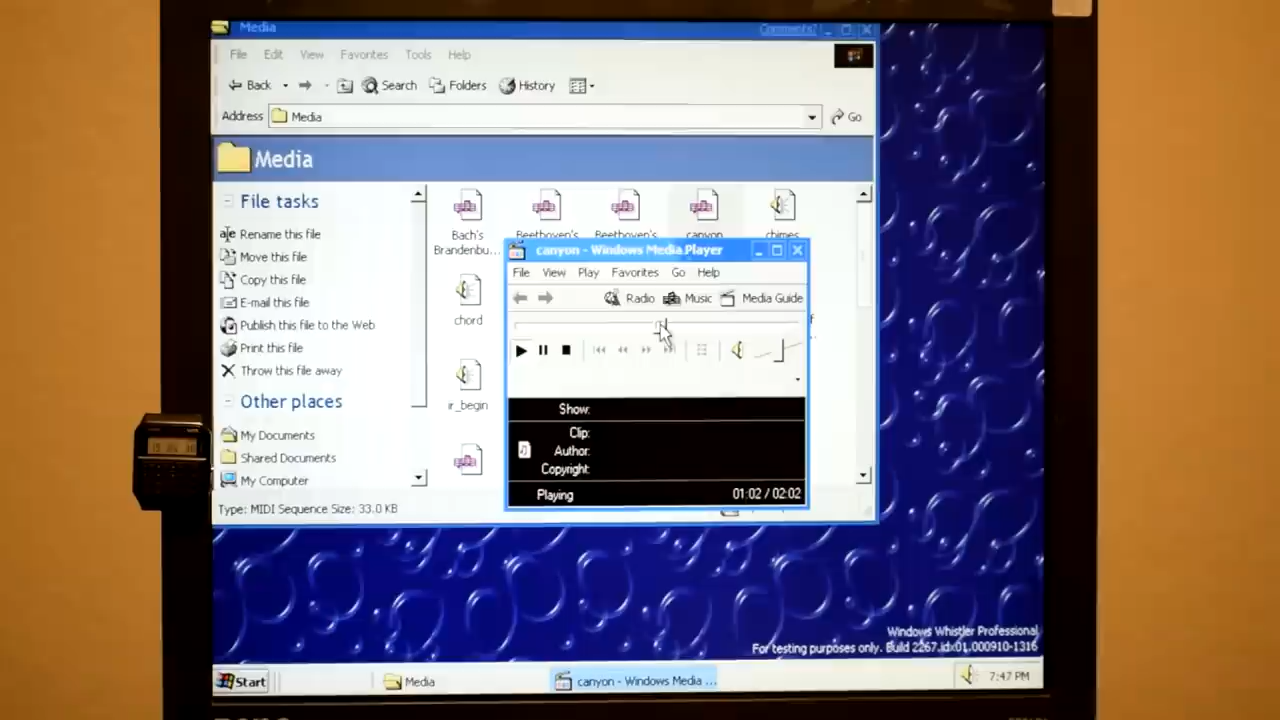 Media
Comments?
File Edit View Favorites Tools Help
Back Search Folders History
Address Media Go
Media
File tasks
Rename this file
Move this file
Copy this file
E-mail this file
Publish this file to the Web
Print this file
Throw this file away
Other places
My Documents
Shared Documents
My Computer
Bach's
Brandenbu...
Beethoven's
Beethoven's
canyon
chimes
chord
ir_begin
canyon - Windows Media Player
File View Play Favorites Go Help
Radio Music Media Guide
Show:
Clip:
Author:
Copyright:
Playing 01:02 / 02:02
Type: MIDI Sequence Size: 33.0 KB
Windows Whistler Professional
For testing purposes only. Build 2267.idx01.000910-1316
Start Media canyon - Windows Media ... 7:47 PM